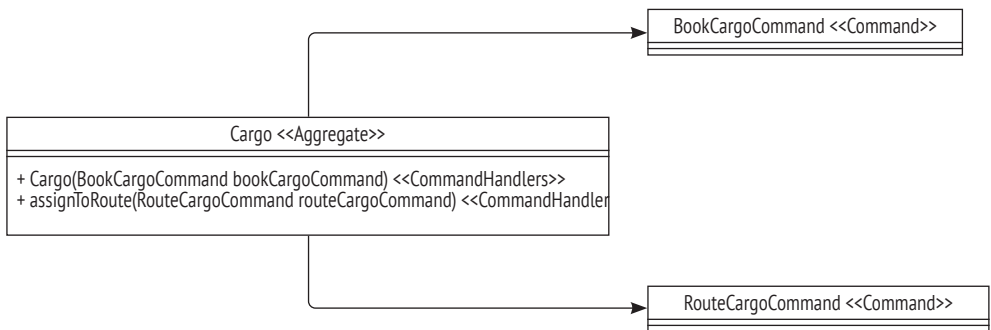 BookCargoCommand <<Command>>
Cargo <<Aggregate>>
+ Cargo(BookCargoCommand bookCargoCommand) <<CommandHandlers>>
+ assignToRoute(RouteCargoCommand routeCargoCommand) <<CommandHandler
RouteCargoCommand <<Command>>